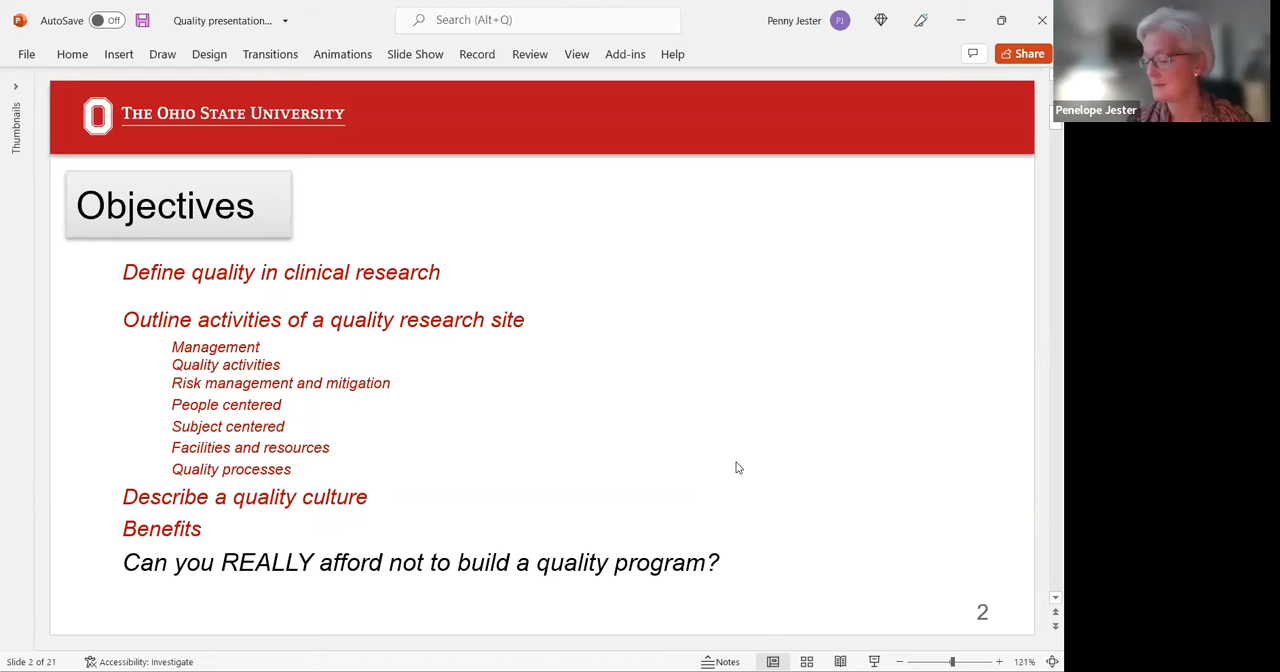 AutoSave Off Quality presentation... Search (Alt+Q) Penny Jester PJ
File Home Insert Draw Design Transitions Animations Slide Show Record Review View Add-ins Help Share
Penelope Jester
Thumbnails
THE OHIO STATE UNIVERSITY
Objectives
Define quality in clinical research
Outline activities of a quality research site
Management
Quality activities
Risk management and mitigation
People centered
Subject centered
Facilities and resources
Quality processes
Describe a quality culture
Benefits
Can you REALLY afford not to build a quality program?
2
Slide 2 of 21 Accessibility: Investigate Notes 121%